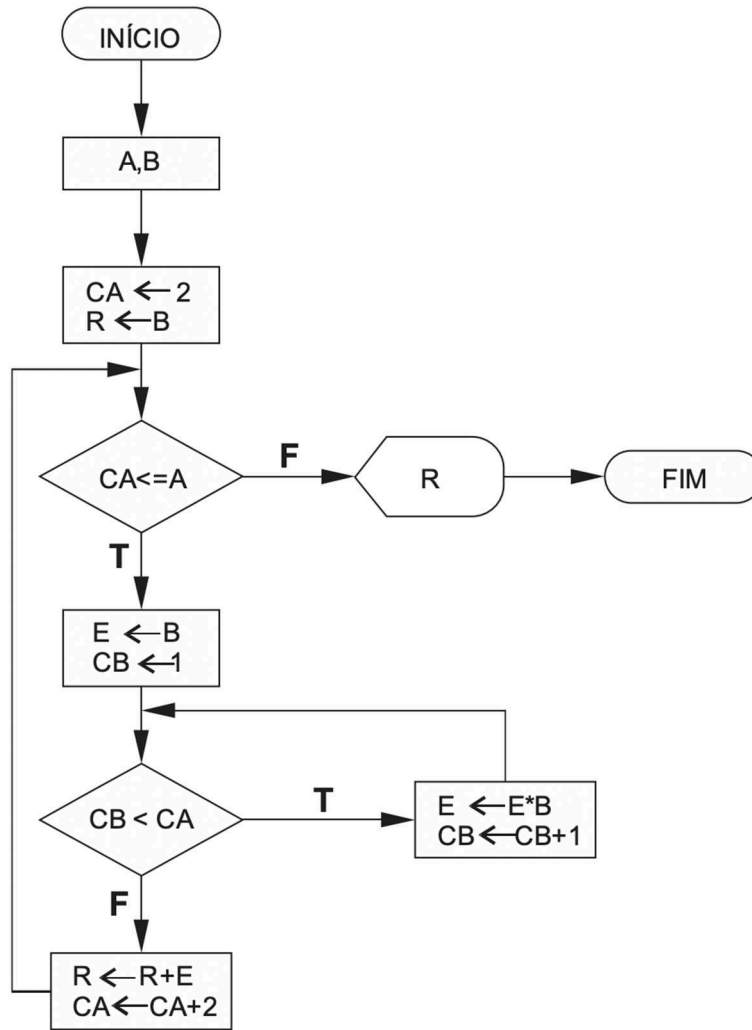 INÍCIO
A,B
CA ← 2
R ← B
CA<=A
F
R
FIM
T
E ← B
CB ← 1
CB < CA
T
E ← E*B
CB ← CB+1
F
R ← R+E
CA ← CA+2